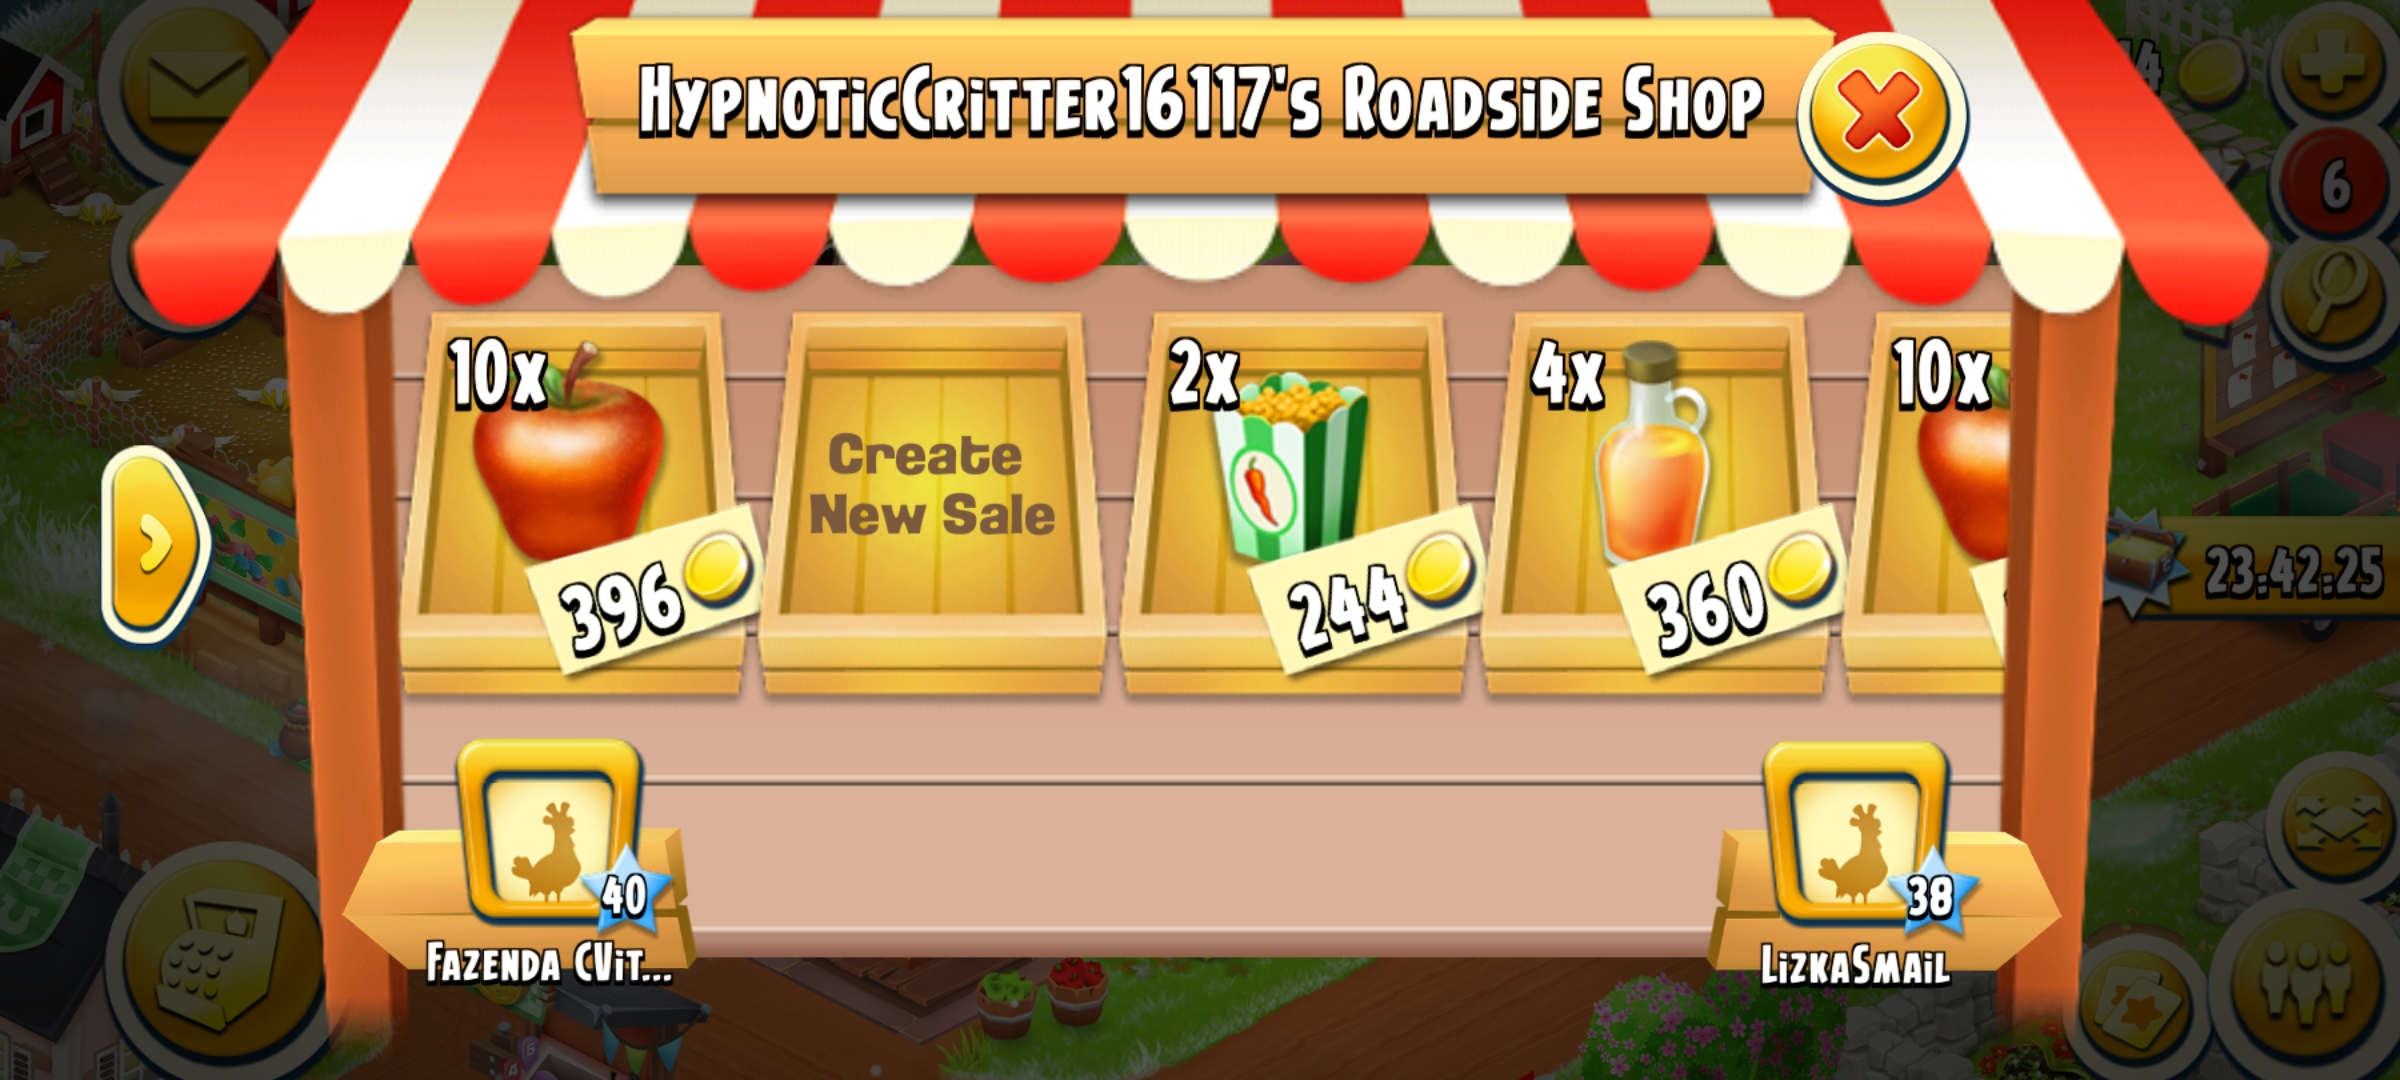 HypnoticCritter16117's Roadside Shop
6
10x
396
Create
New Sale
2x
244
4x
360
10x
23:42:25
40
Fazenda CVit...
38
LizkaSmail